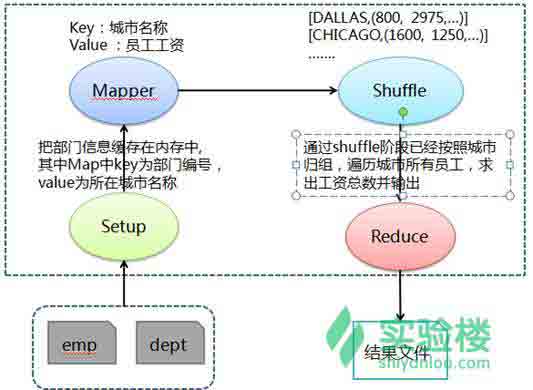 Key：城市名称
Value ：员工工资
[DALLAS,(800, 2975,…)]
[CHICAGO,(1600, 1250,…)]
…….
Mapper
Shuffle
把部门信息缓存在内存中,
其中Map中key为部门编号，
value为所在城市名称
通过shuffle阶段已经按照城市
归组，遍历城市所有员工，求
出工资总数并输出
Setup
Reduce
emp
dept
结果文件
实验楼
shiyanlou.com